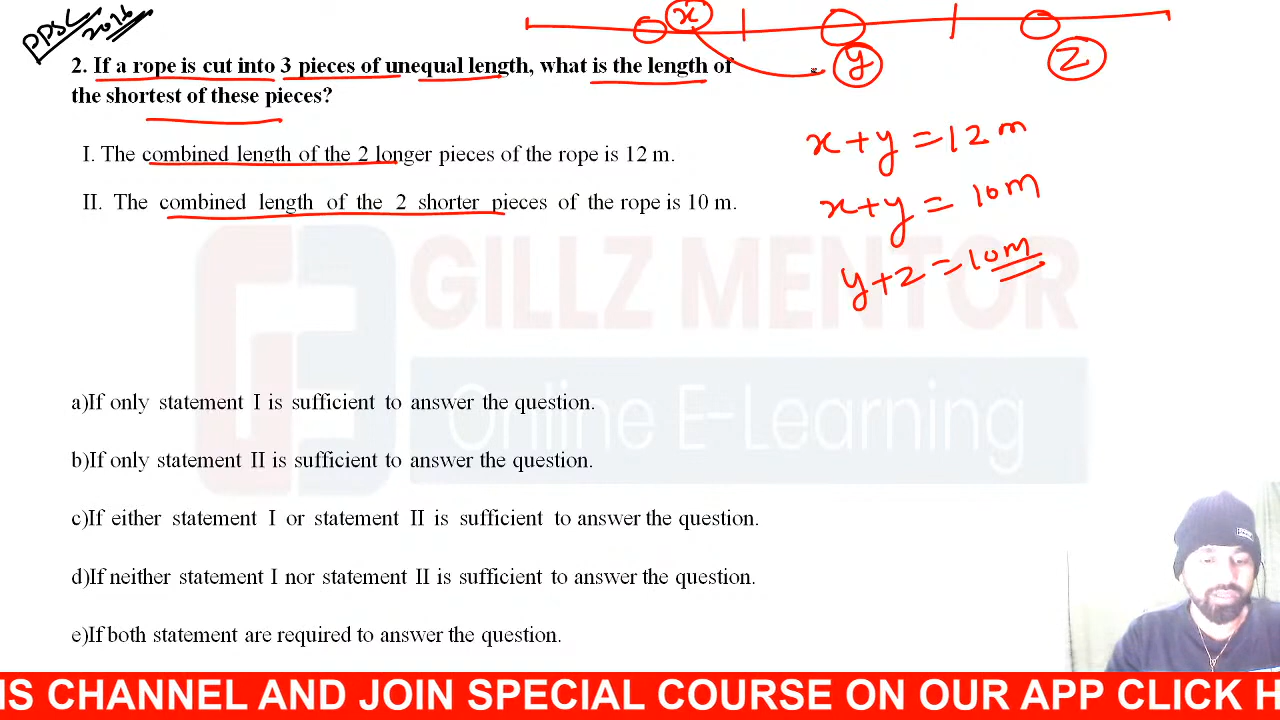 PPSC
2026
x
y
z
2. If a rope is cut into 3 pieces of unequal length, what is the length of
the shortest of these pieces?
x+y=12m
I. The combined length of the 2 longer pieces of the rope is 12 m.
x+y=10m
II. The combined length of the 2 shorter pieces of the rope is 10 m.
y+z=10m
GILLZ MENTOR
Online E-Learning
a)If only statement I is sufficient to answer the question.
b)If only statement II is sufficient to answer the question.
c)If either statement I or statement II is sufficient to answer the question.
d)If neither statement I nor statement II is sufficient to answer the question.
e)If both statement are required to answer the question.
IS CHANNEL AND JOIN SPECIAL COURSE ON OUR APP CLICK H